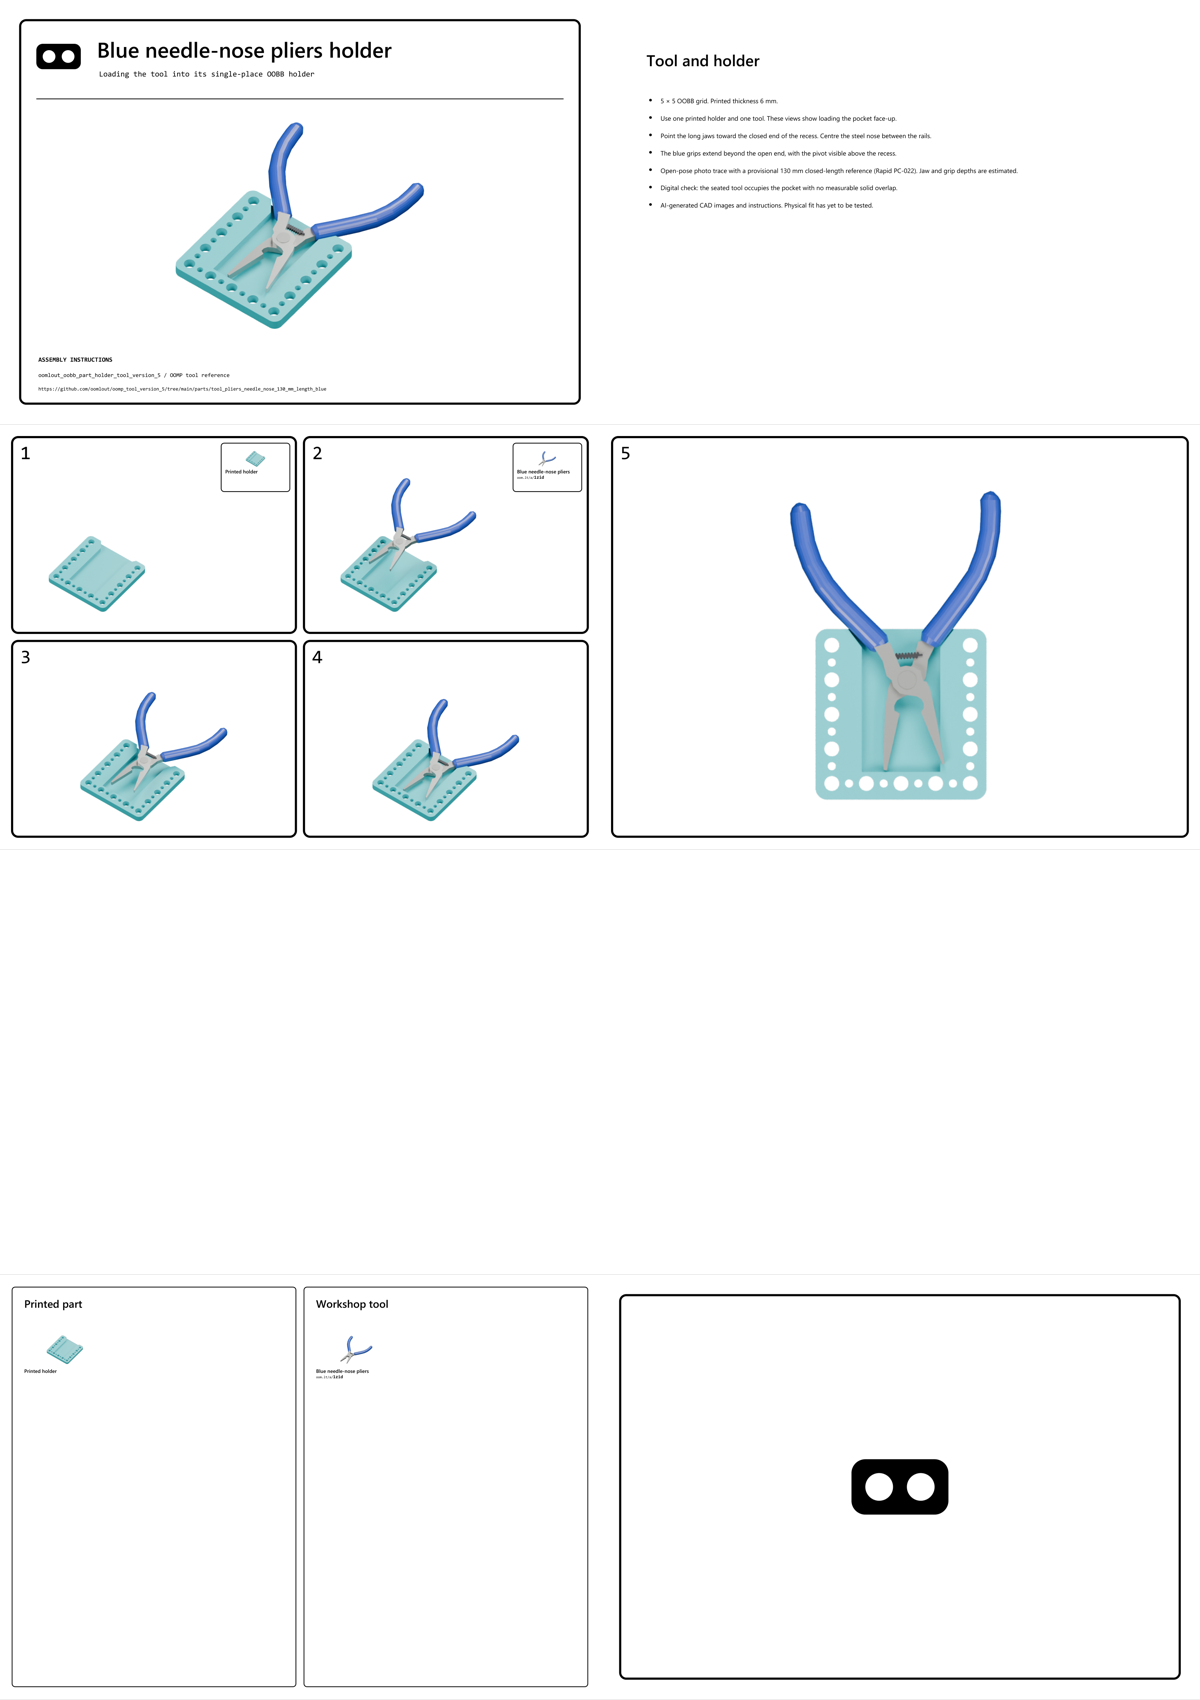 Blue needle-nose pliers holder
Loading the tool into its single-place OOBB holder
ASSEMBLY INSTRUCTIONS
oomlout_oobb_part_holder_tool_version_5 / OOMP tool reference
https://github.com/oomlout/oomp_tool_version_5/tree/main/parts/tool_pliers_needle_nose_130_mm_length_blue
Tool and holder
• 5 × 5 OOBB grid. Printed thickness 6 mm.
• Use one printed holder and one tool. These views show loading the pocket face-up.
• Point the long jaws toward the closed end of the recess. Centre the steel nose between the rails.
• The blue grips extend beyond the open end, with the pivot visible above the recess.
• Open-pose photo trace with a provisional 130 mm closed-length reference (Rapid PC-022). Jaw and grip depths are estimated.
• Digital check: the seated tool occupies the pocket with no measurable solid overlap.
• AI-generated CAD images and instructions. Physical fit has yet to be tested.
1
Printed holder
2
Blue needle-nose pliers
3
4
5
Printed part
Printed holder
Workshop tool
Blue needle-nose pliers